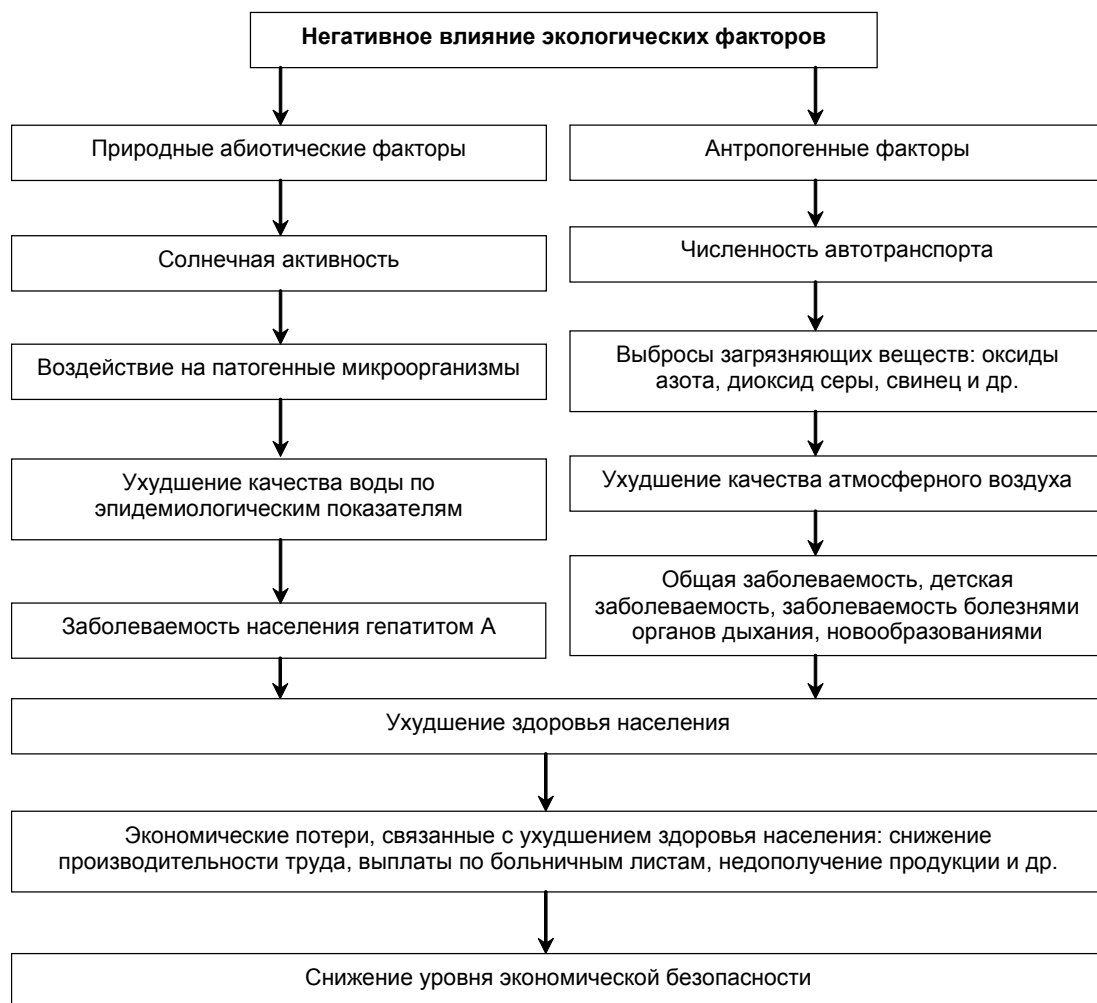 Негативное влияние экологических факторов
Природные абиотические факторы
Антропогенные факторы
Солнечная активность
Численность автотранспорта
Воздействие на патогенные микроорганизмы
Выбросы загрязняющих веществ: оксиды
азота, диоксид серы, свинец и др.
Ухудшение качества воды по
эпидемиологическим показателям
Ухудшение качества атмосферного воздуха
Заболеваемость населения гепатитом А
Общая заболеваемость, детская
заболеваемость, заболеваемость болезнями
органов дыхания, новообразованиями
Ухудшение здоровья населения
Экономические потери, связанные с ухудшением здоровья населения: снижение
производительности труда, выплаты по больничным листам, недополучение продукции и др.
Снижение уровня экономической безопасности